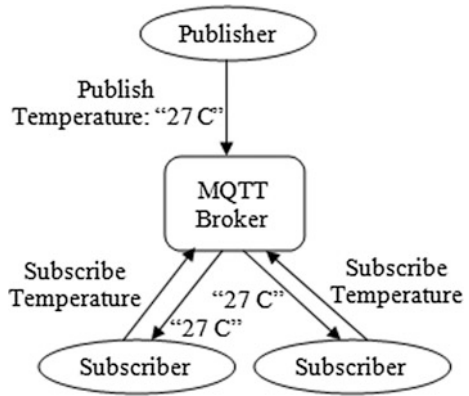 Publisher
Publish
Temperature: “27 C”
MQTT
Broker
Subscribe
Temperature
“27 C”
“27 C”
Subscribe
Temperature
Subscriber
Subscriber